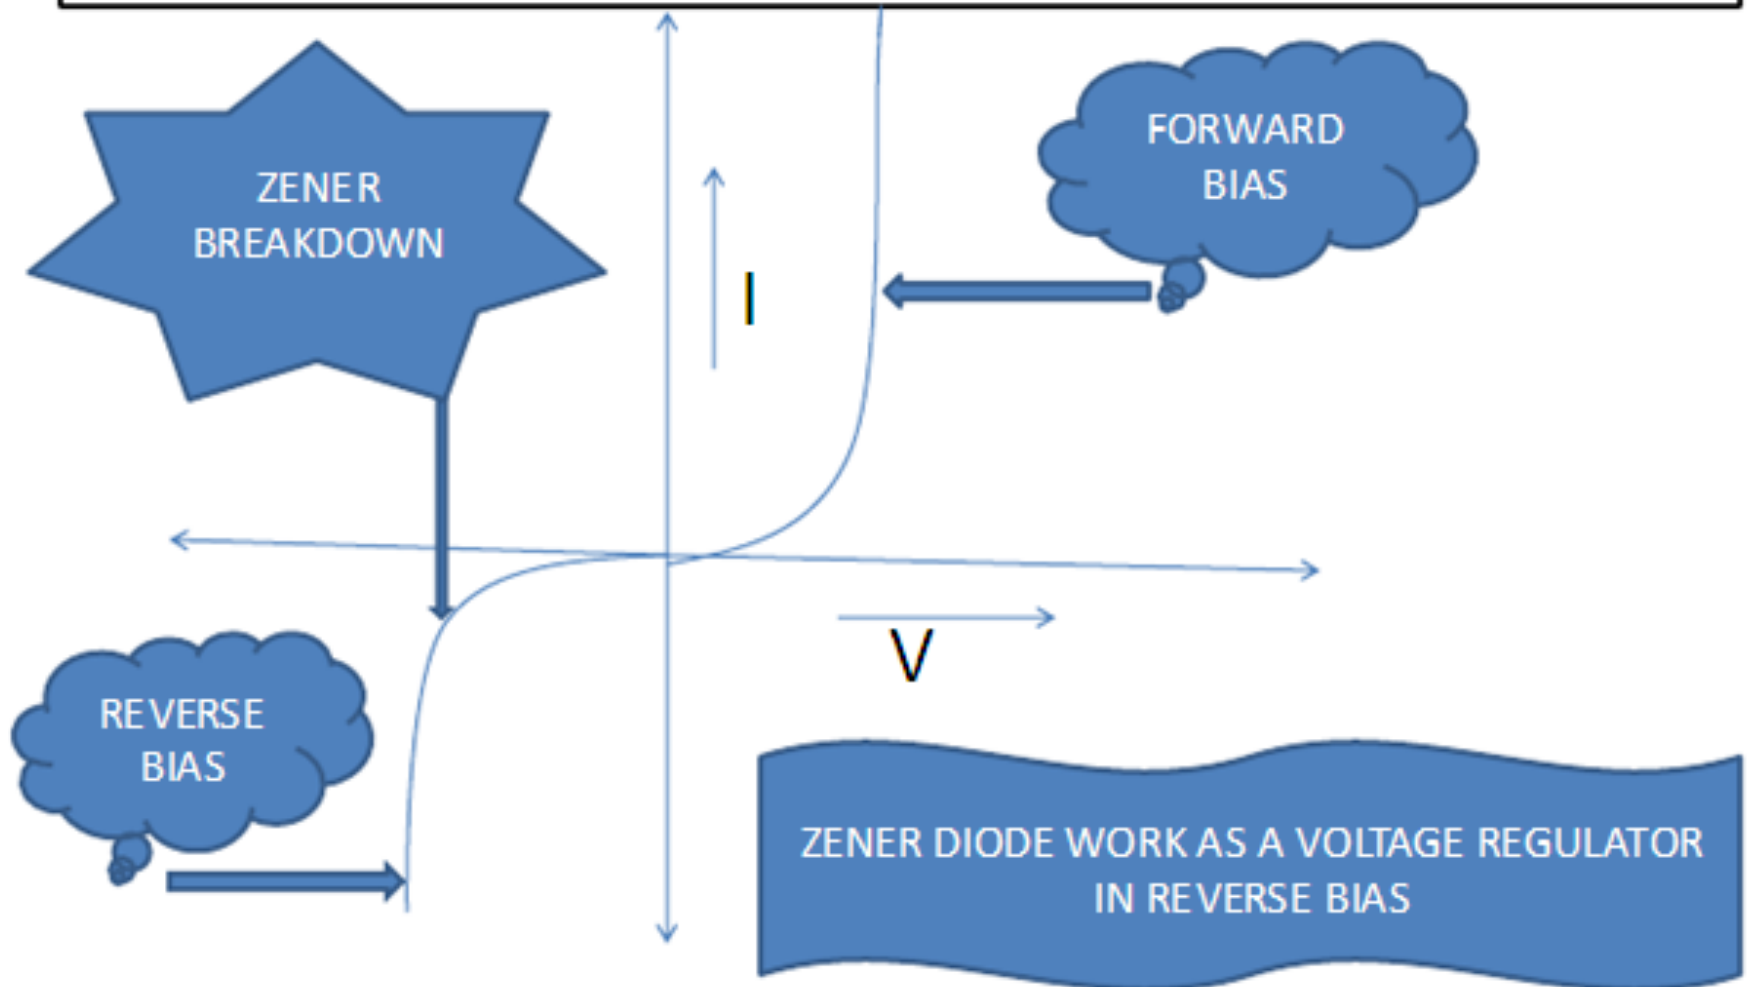 ZENER
BREAKDOWN
FORWARD
BIAS
I
V
REVERSE
BIAS
ZENER DIODE WORK AS A VOLTAGE REGULATOR
IN REVERSE BIAS